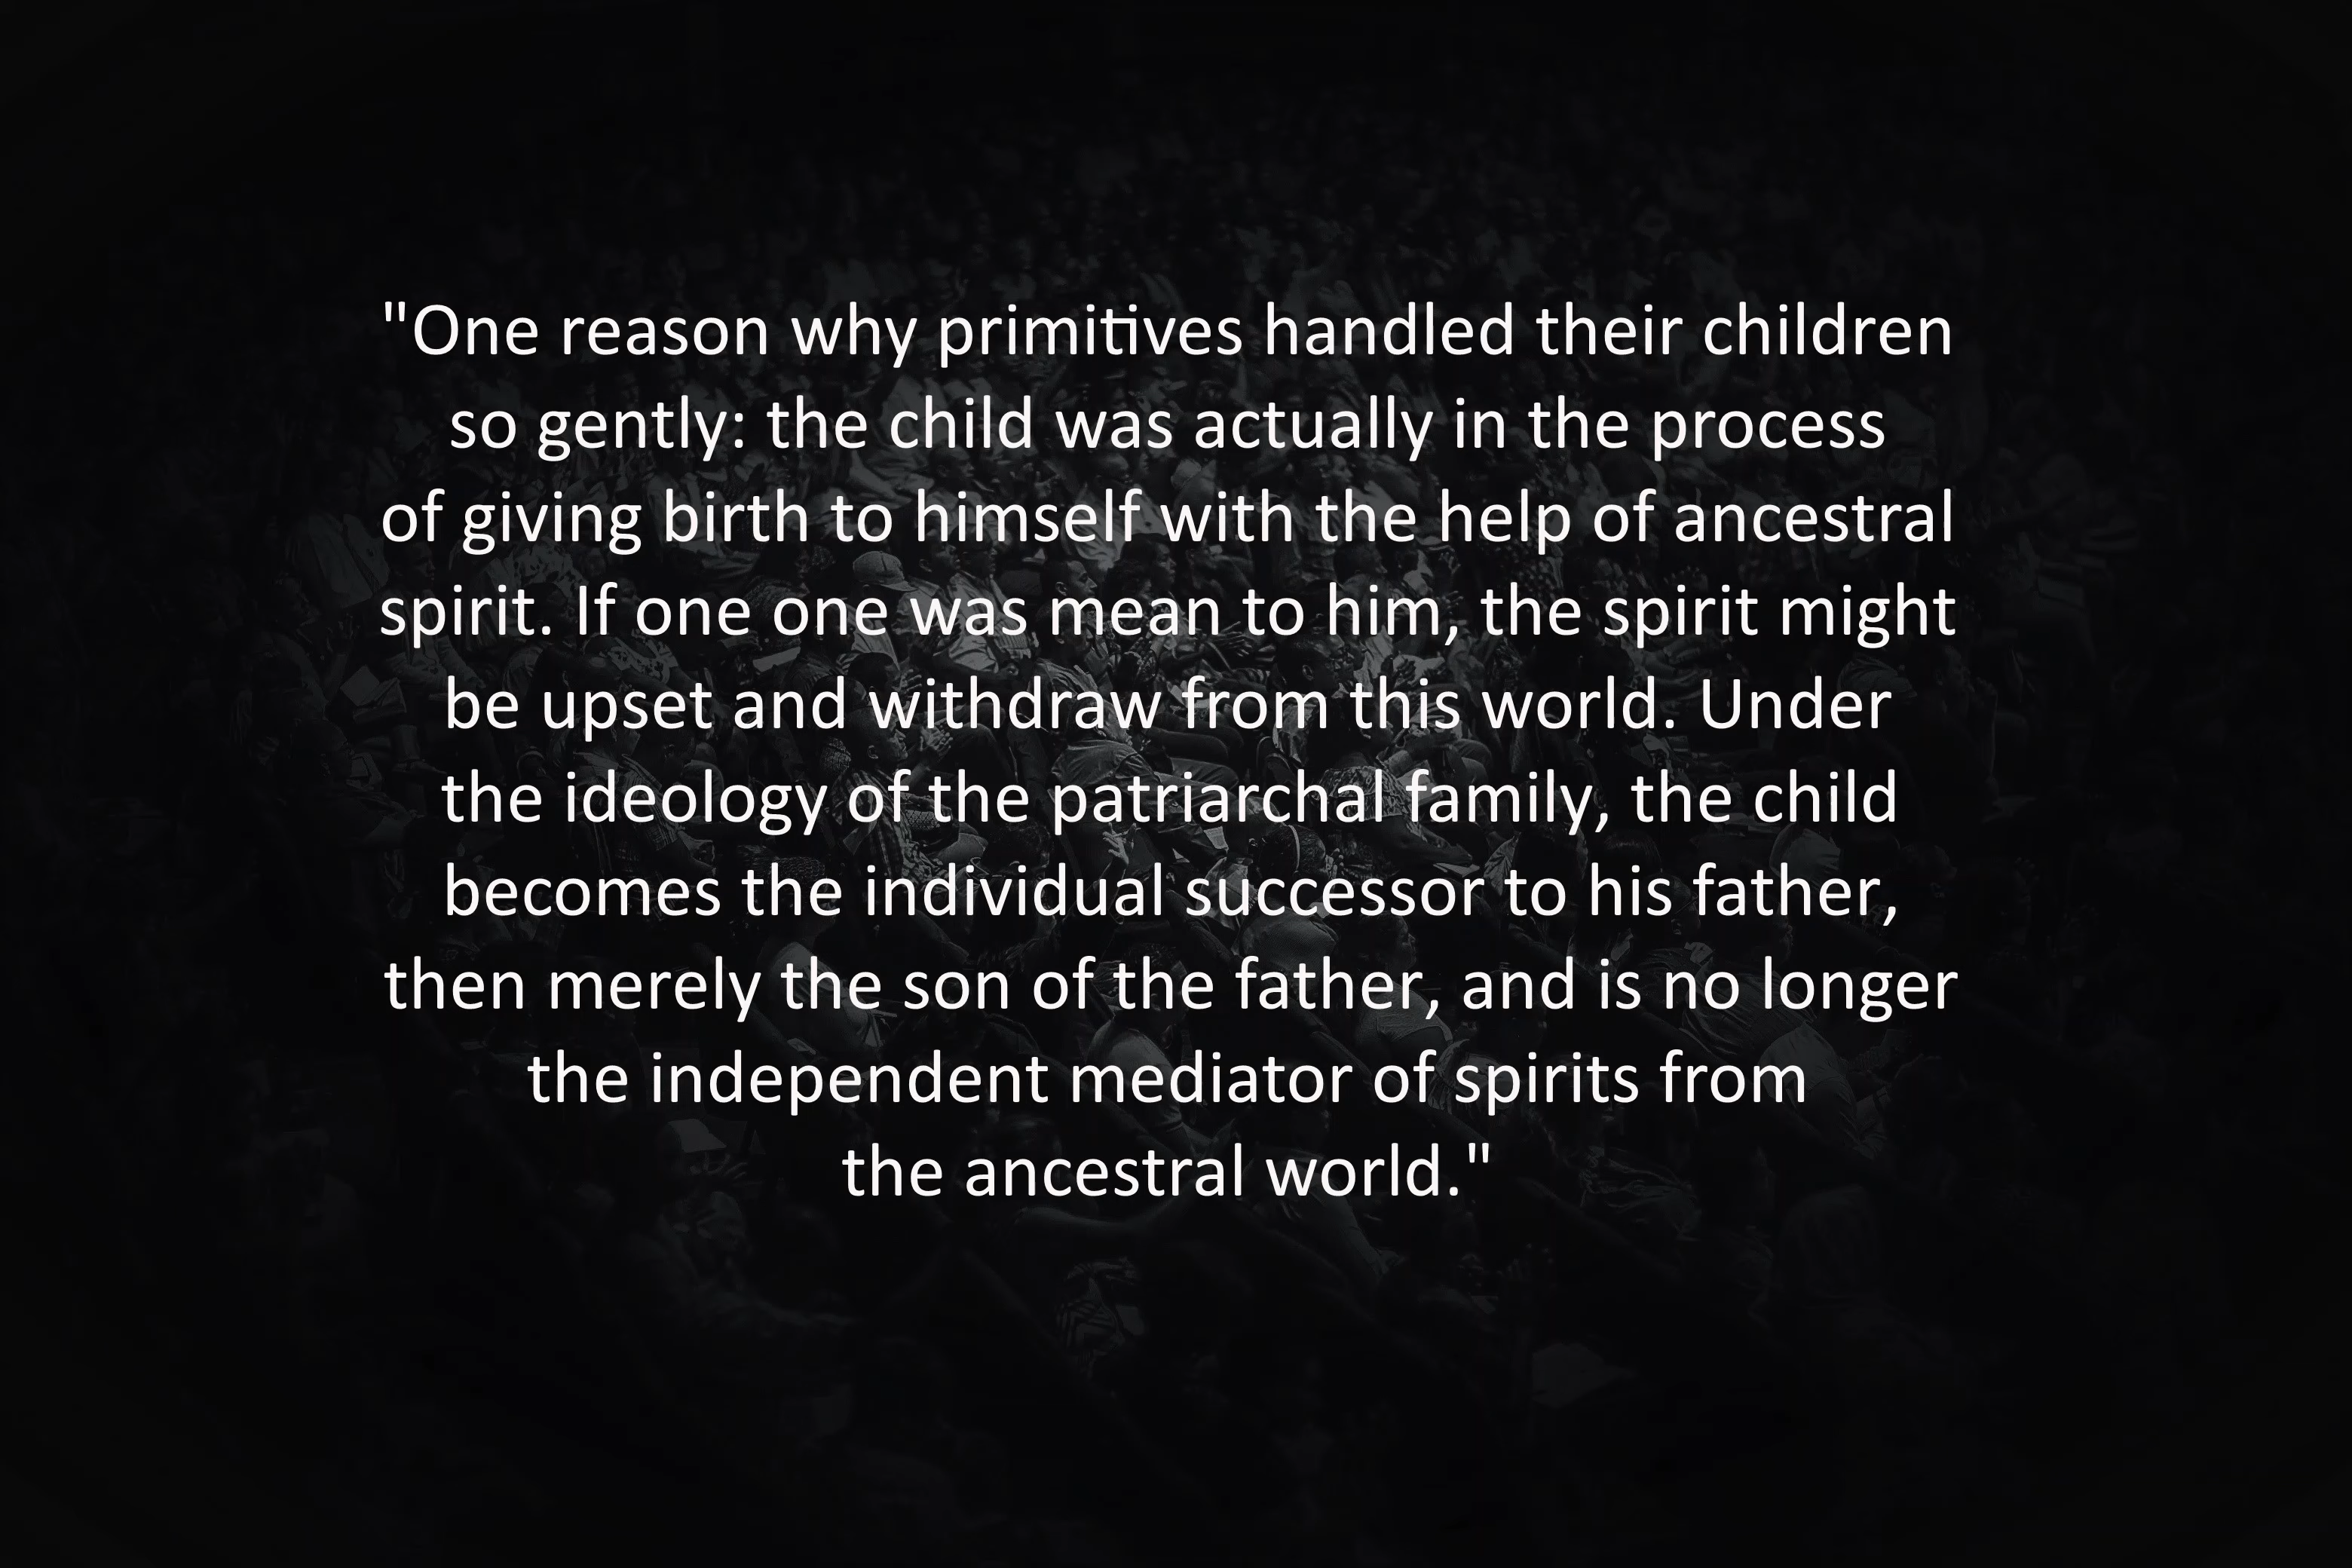 "One reason why primitives handled their children
so gently: the child was actually in the process
of giving birth to himself with the help of ancestral
spirit. If one one was mean to him, the spirit might
be upset and withdraw from this world. Under
the ideology of the patriarchal family, the child
becomes the individual successor to his father,
then merely the son of the father, and is no longer
the independent mediator of spirits from
the ancestral world."